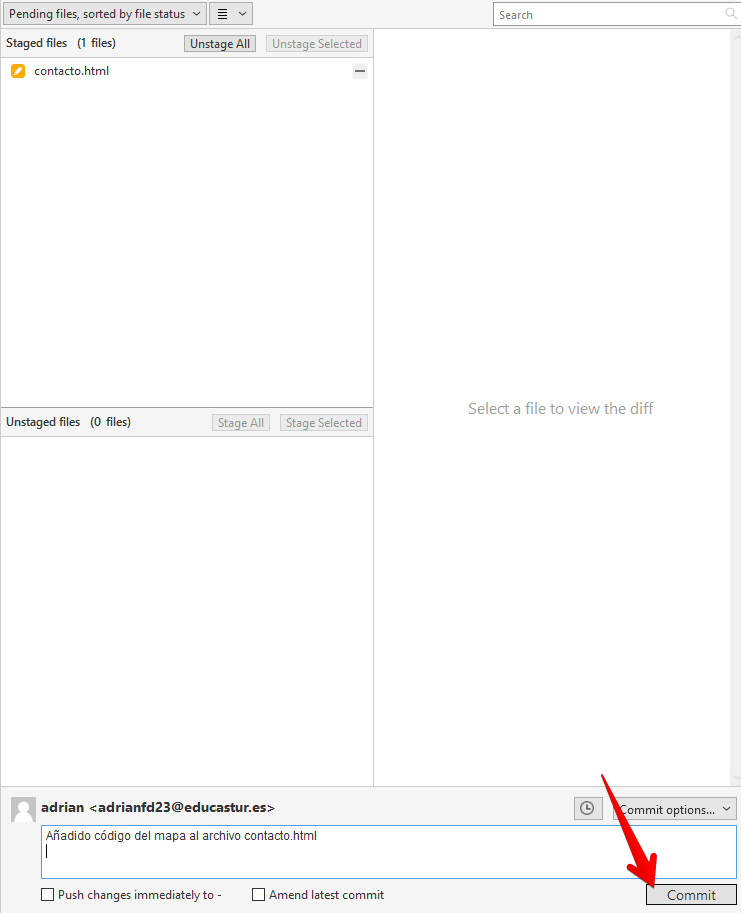 Pending files, sorted by file status
Search
Staged files (1 files) Unstage All Unstage Selected
contacto.html
Select a file to view the diff
Unstaged files (0 files) Stage All Stage Selected
adrian <adrianfd23@educastur.es> Commit options...
Añadido código del mapa al archivo contacto.html
Push changes immediately to - Amend latest commit Commit